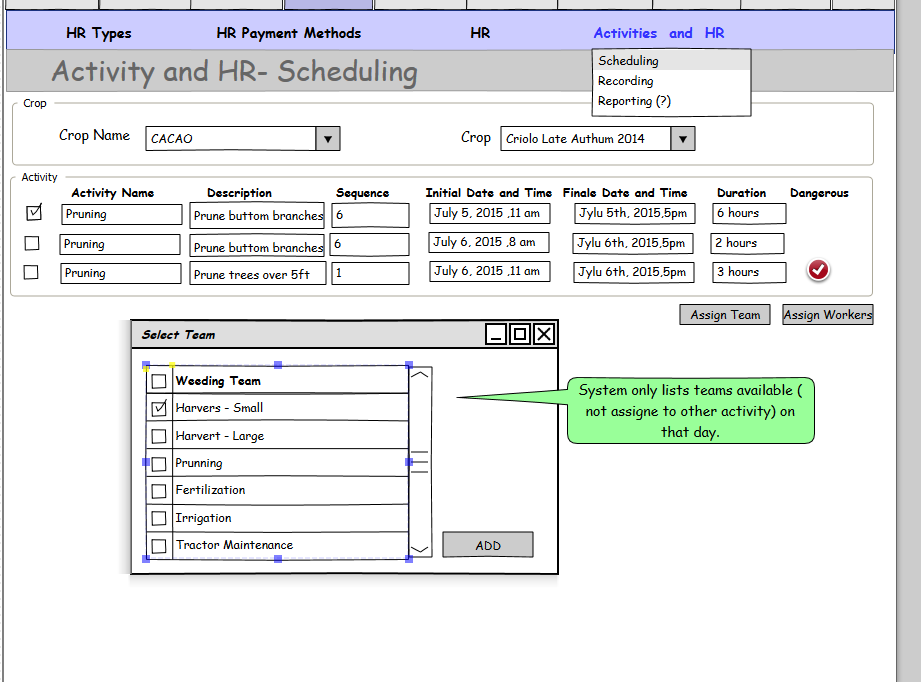 HR Types HR Payment Methods HR Activities and HR
Activity and HR- Scheduling
Scheduling
Recording
Reporting (?)
Crop
Crop Name CACAO Crop Criolo Late Authum 2014
Activity
Activity Name Description Sequence Initial Date and Time Finale Date and Time Duration Dangerous
Pruning Prune buttom branches 6 July 5, 2015 ,11 am Jylu 5th, 2015,5pm 6 hours
Pruning Prune buttom branches 6 July 6, 2015 ,8 am Jylu 6th, 2015,5pm 2 hours
Pruning Prune trees over 5ft 1 July 6, 2015 ,11 am Jylu 6th, 2015,5pm 3 hours
Assign Team Assign Workers
Select Team
Weeding Team
Harvers - Small
Harvert - Large
Prunning
Fertilization
Irrigation
Tractor Maintenance
ADD
System only lists teams available (
not assigne to other activity) on
that day.